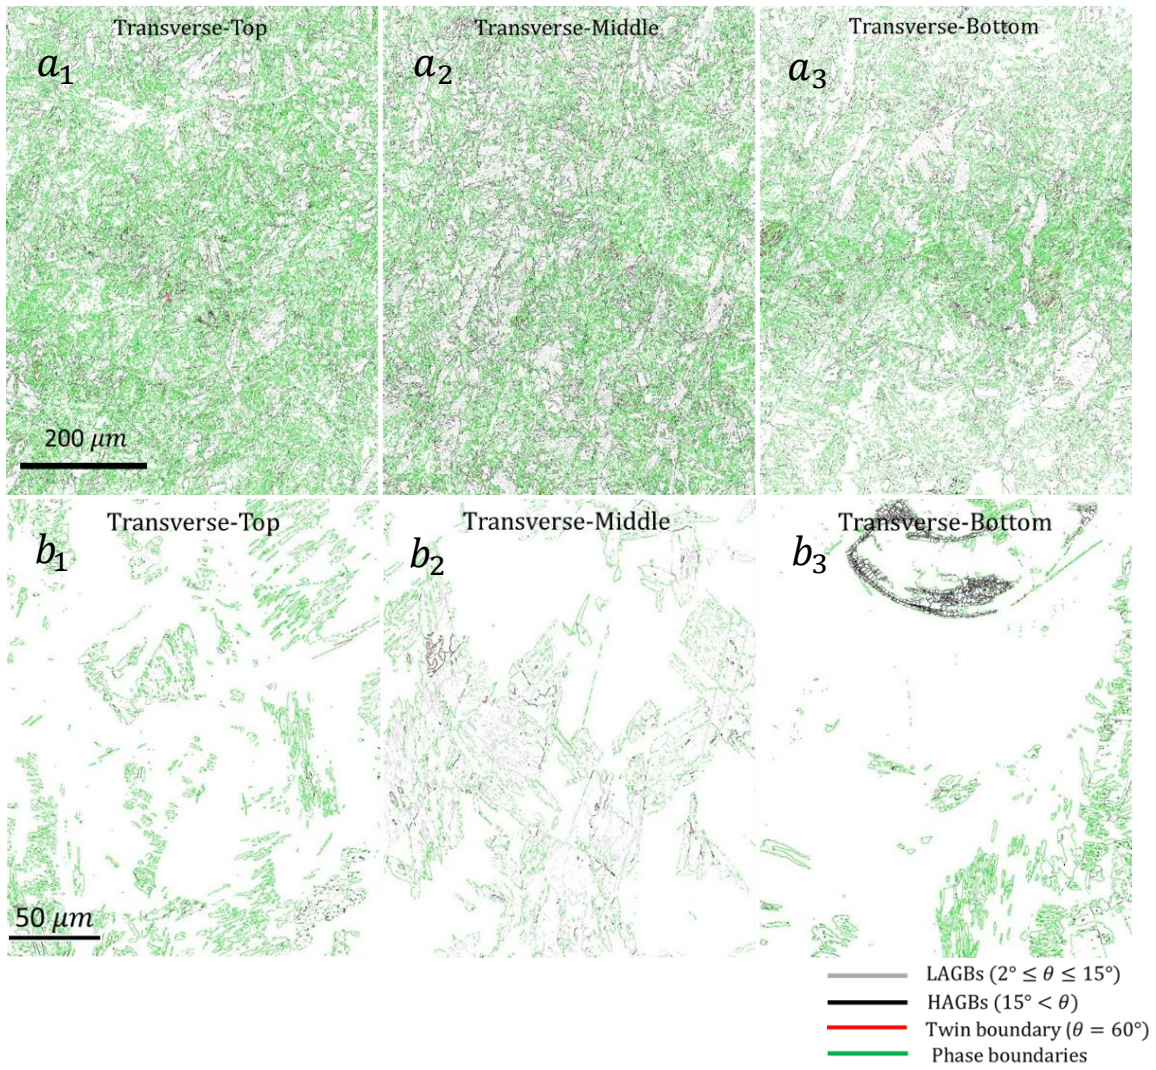 Transverse-Top
Transverse-Middle
Transverse-Bottom
a₁
a₂
a₃
200 μm
Transverse-Top
Transverse-Middle
Transverse-Bottom
b₁
b₂
b₃
50 μm
LAGBs (2° ≤ θ ≤ 15°)
HAGBs (15° < θ)
Twin boundary (θ = 60°)
Phase boundaries